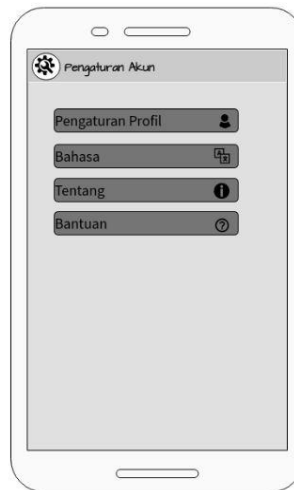 Pengaturan Akun
Pengaturan Profil
Bahasa
Tentang
Bantuan